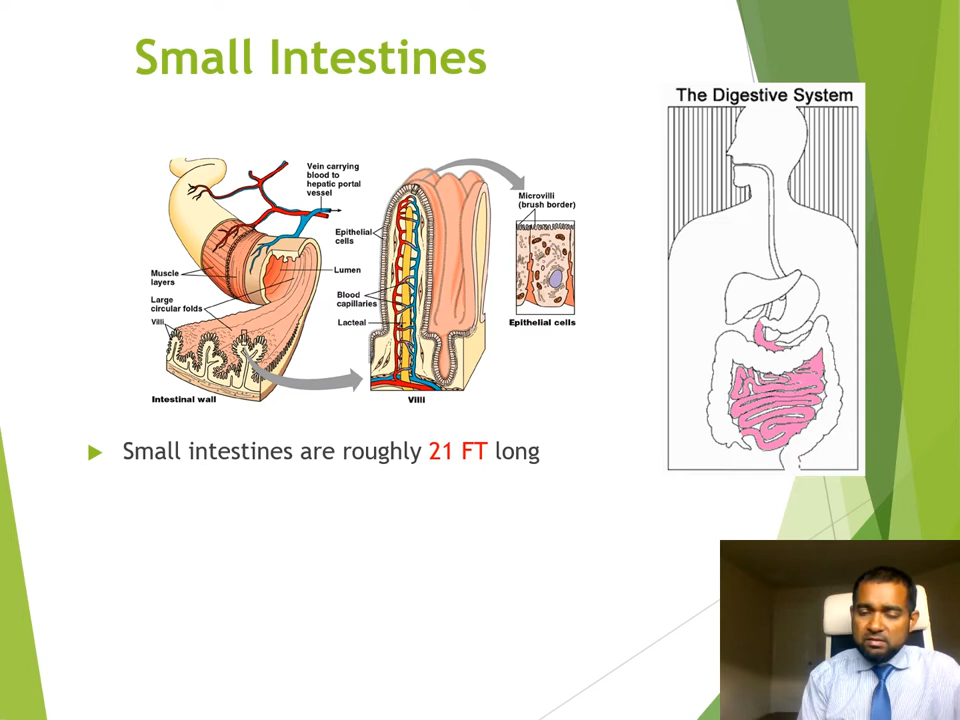 Small Intestines
The Digestive System
Vein carrying
blood to
hepatic portal
vessel
Microvilli
(brush border)
Epithelial
cells
Muscle
layers
Lumen
Large
circular folds
Blood
capillaries
Villi
Lacteal
Epithelial cells
Intestinal wall
Villi
Small intestines are roughly 21 FT long